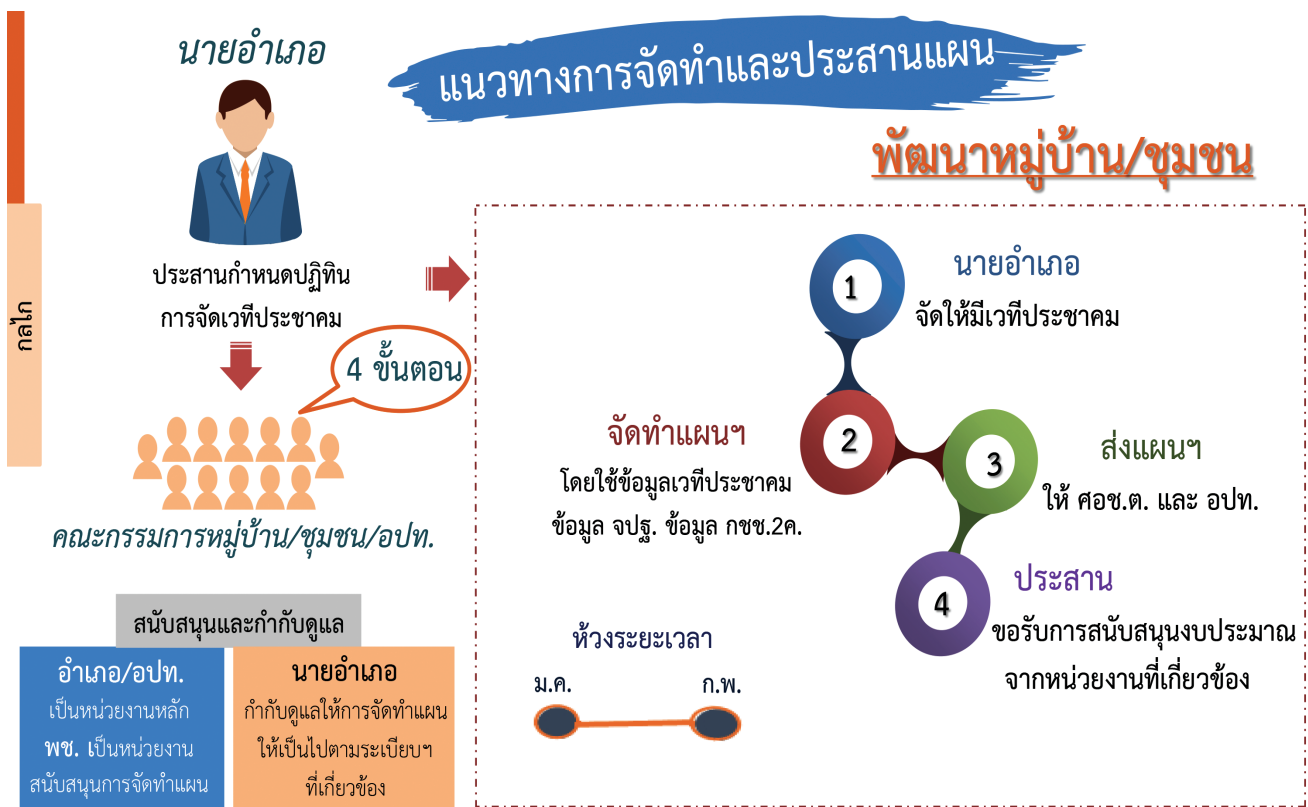 แนวทางการจัดทำและประสานแผน
พัฒนาหมู่บ้าน/ชุมชน
กลไก
นายอำเภอ
ประสานกำหนดปฏิทิน
การจัดเวทีประชาคม
4 ขั้นตอน
คณะกรรมการหมู่บ้าน/ชุมชน/อปท.
สนับสนุนและกำกับดูแล
อำเภอ/อปท.
เป็นหน่วยงานหลัก
พช. เป็นหน่วยงาน
สนับสนุนการจัดทำแผน
นายอำเภอ
กำกับดูแลให้การจัดทำแผน
ให้เป็นไปตามระเบียบฯ
ที่เกี่ยวข้อง
1
นายอำเภอ
จัดให้มีเวทีประชาคม
2
จัดทำแผนฯ
โดยใช้ข้อมูลเวทีประชาคม
ข้อมูล จปฐ. ข้อมูล กชช.2ค.
3
ส่งแผนฯ
ให้ ศอช.ต. และ อปท.
4
ประสาน
ขอรับการสนับสนุนงบประมาณ
จากหน่วยงานที่เกี่ยวข้อง
ห้วงระยะเวลา
ม.ค. ก.พ.